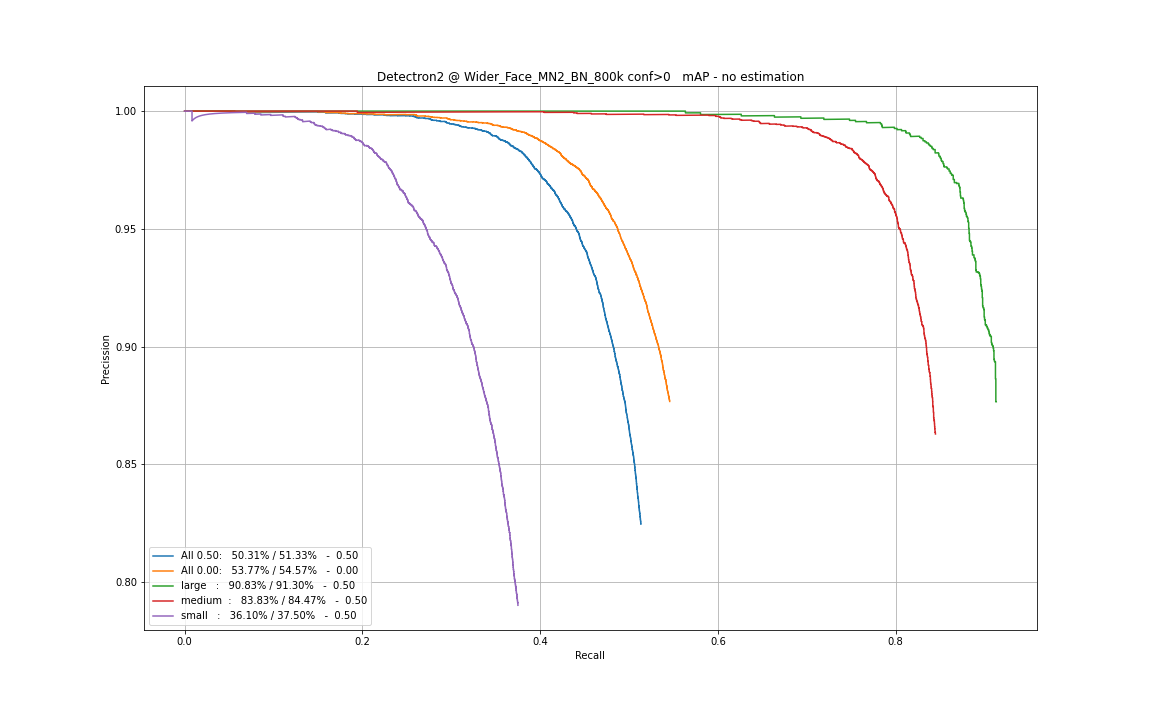 Detectron2 @ Wider_Face_MN2_BN_800k conf>0   mAP - no estimation
1.00
0.95
0.90
0.85
0.80
Precission
All 0.50:   50.31% / 51.33%   -  0.50
All 0.00:   53.77% / 54.57%   -  0.00
large   :   90.83% / 91.30%   -  0.50
medium  :   83.83% / 84.47%   -  0.50
small   :   36.10% / 37.50%   -  0.50
0.0 0.2 0.4 0.6 0.8
Recall